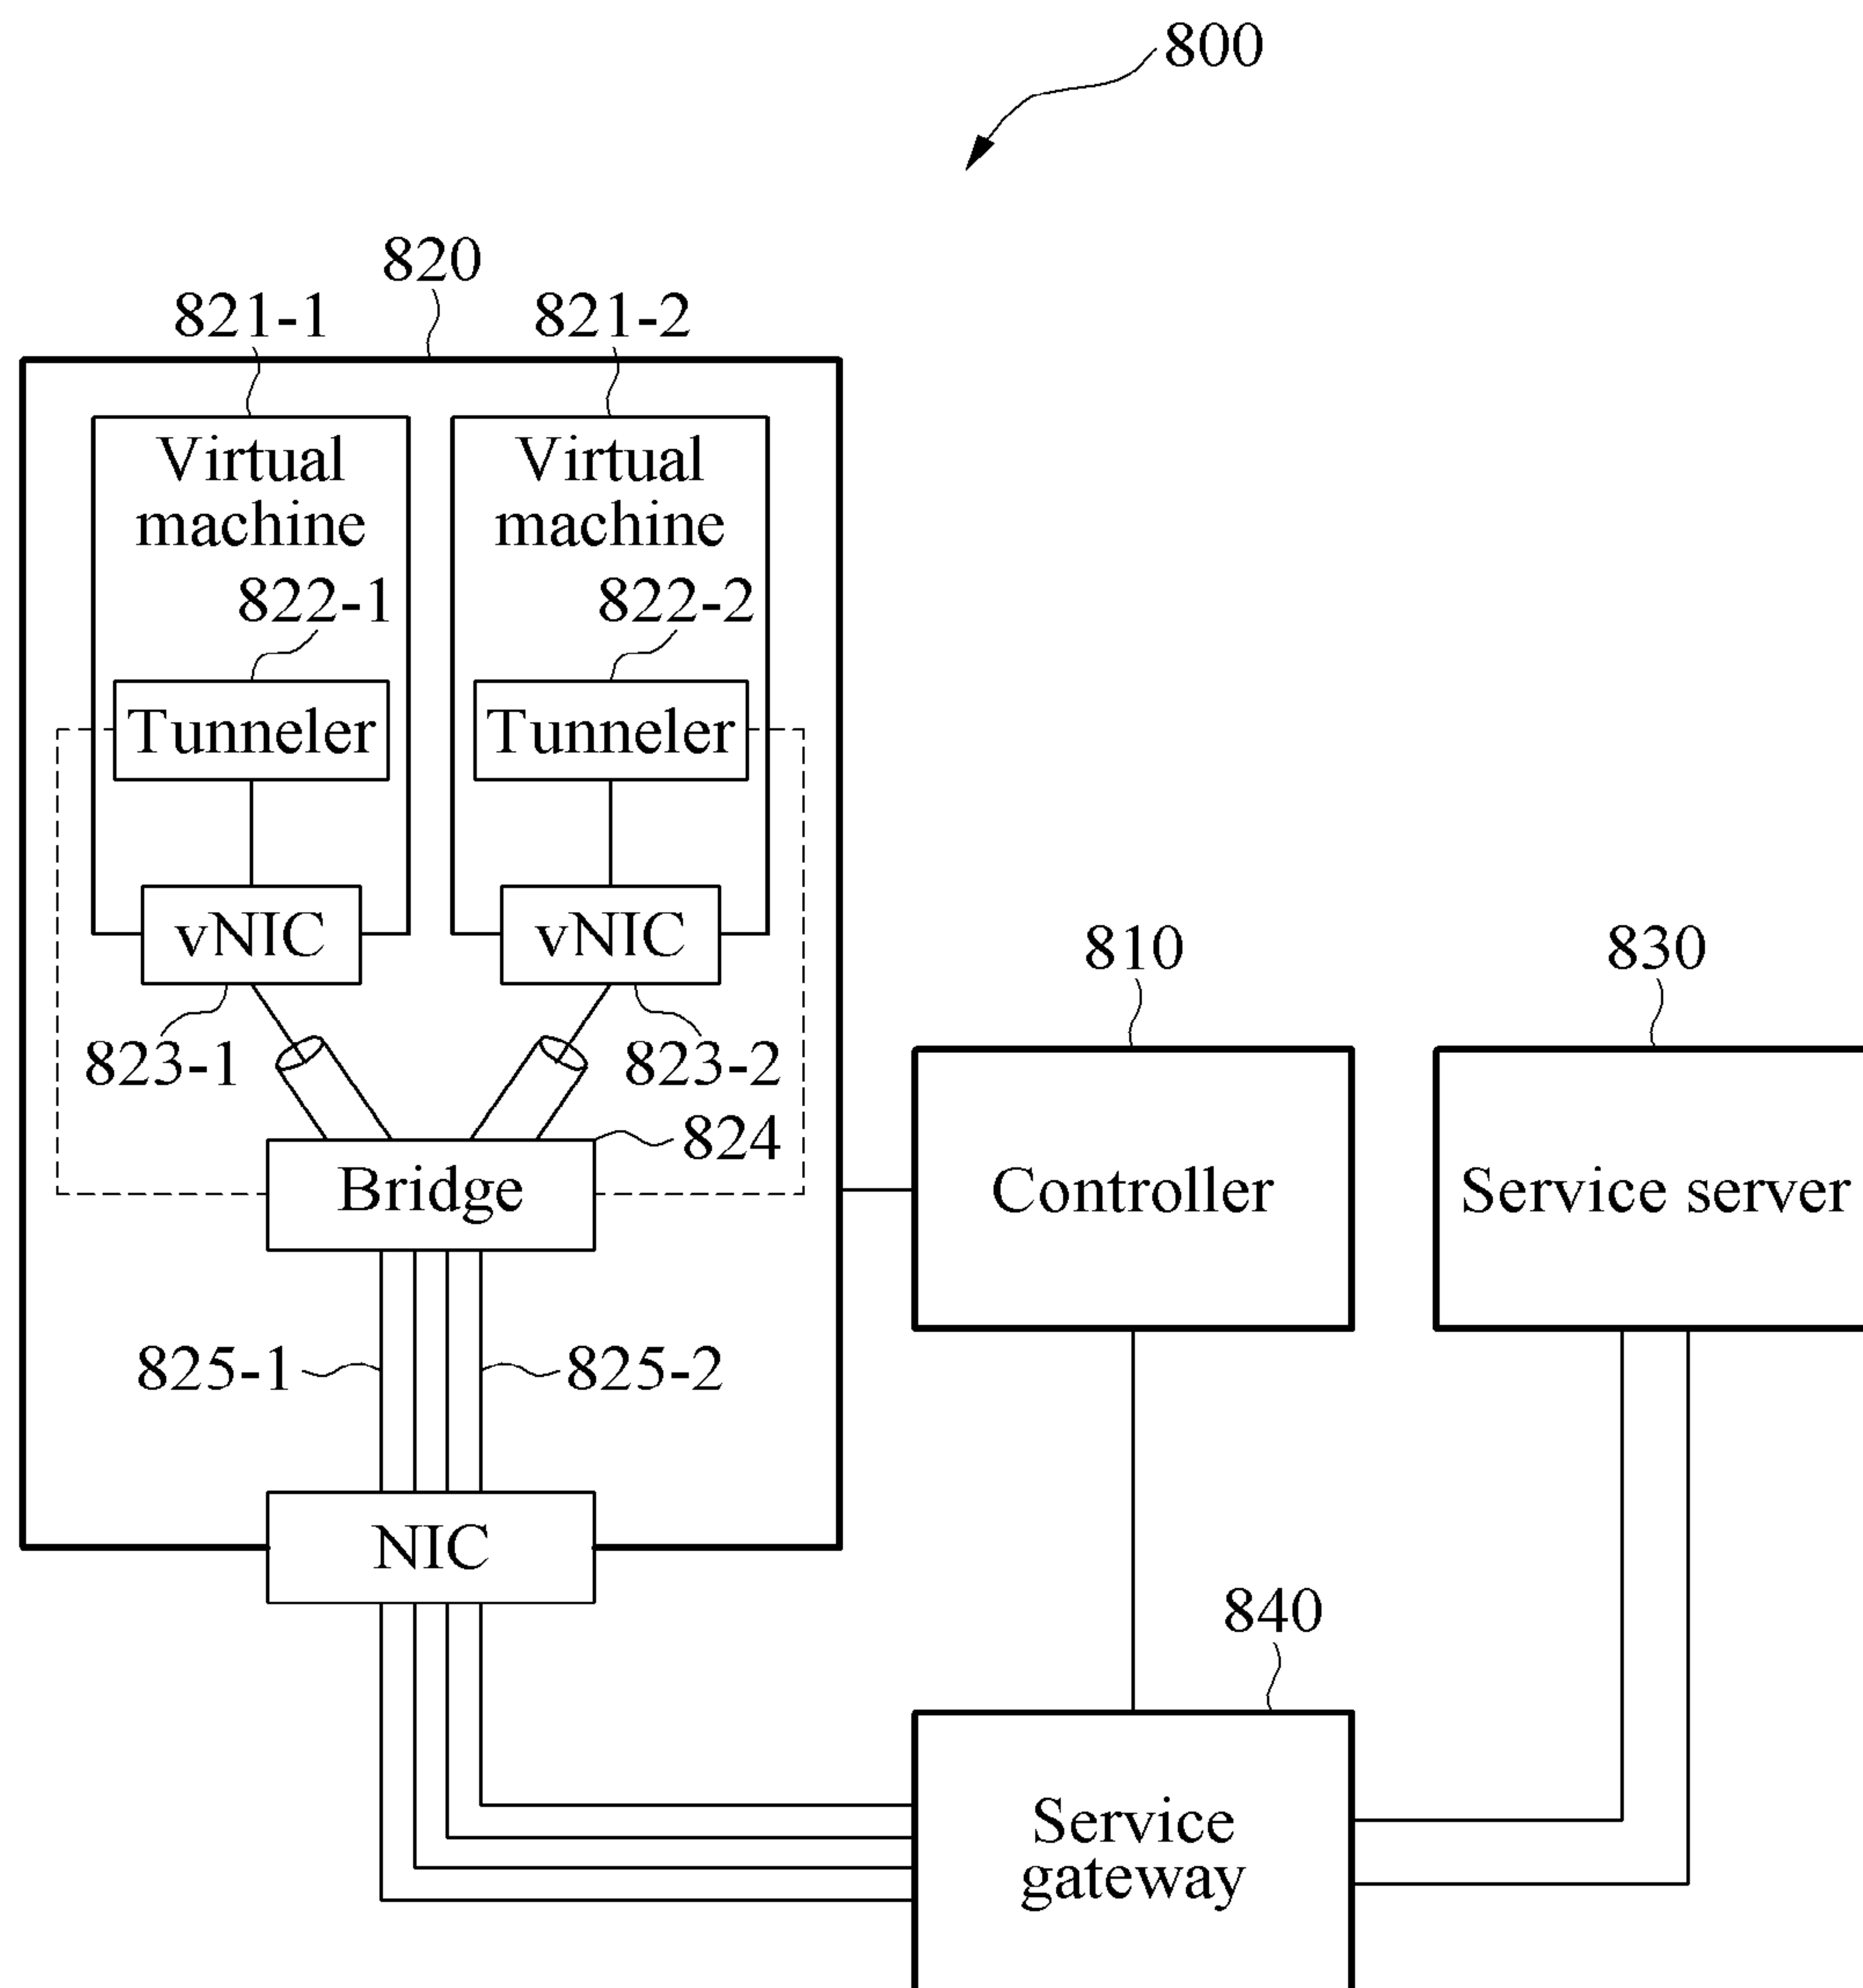 800
820
821-1
821-2
Virtual
machine
Virtual
machine
822-1
822-2
Tunneler
Tunneler
vNIC
vNIC
823-1
823-2
824
Bridge
810
830
Controller
Service server
825-1
825-2
NIC
840
Service
gateway